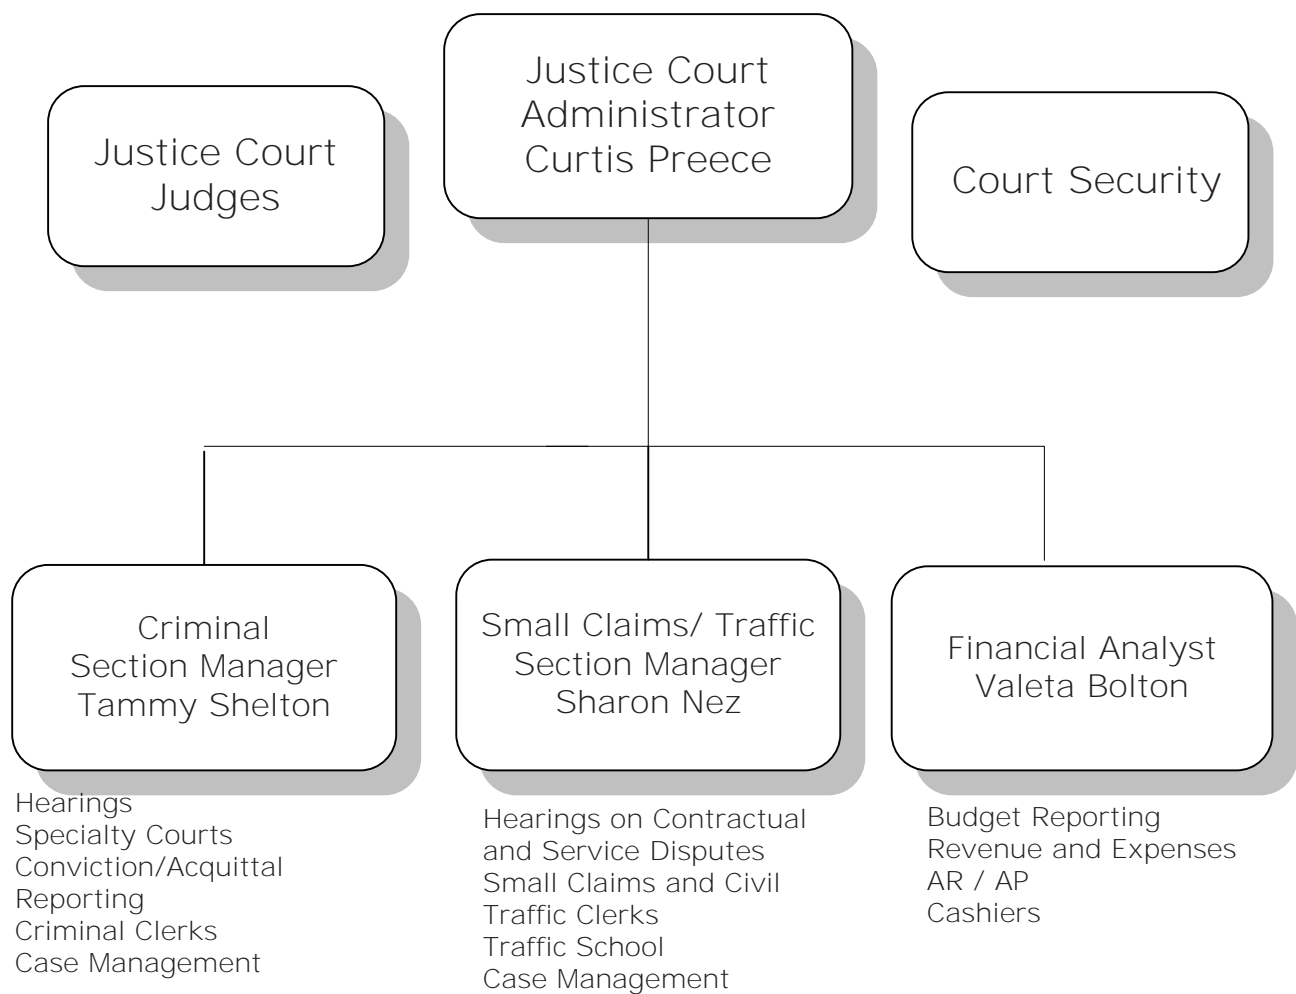 Justice Court
Judges
Justice Court
Administrator
Curtis Preece
Court Security
Criminal
Section Manager
Tammy Shelton
Small Claims/ Traffic
Section Manager
Sharon Nez
Financial Analyst
Valeta Bolton
Hearings
Specialty Courts
Conviction/Acquittal
Reporting
Criminal Clerks
Case Management
Hearings on Contractual
and Service Disputes
Small Claims and Civil
Traffic Clerks
Traffic School
Case Management
Budget Reporting
Revenue and Expenses
AR / AP
Cashiers